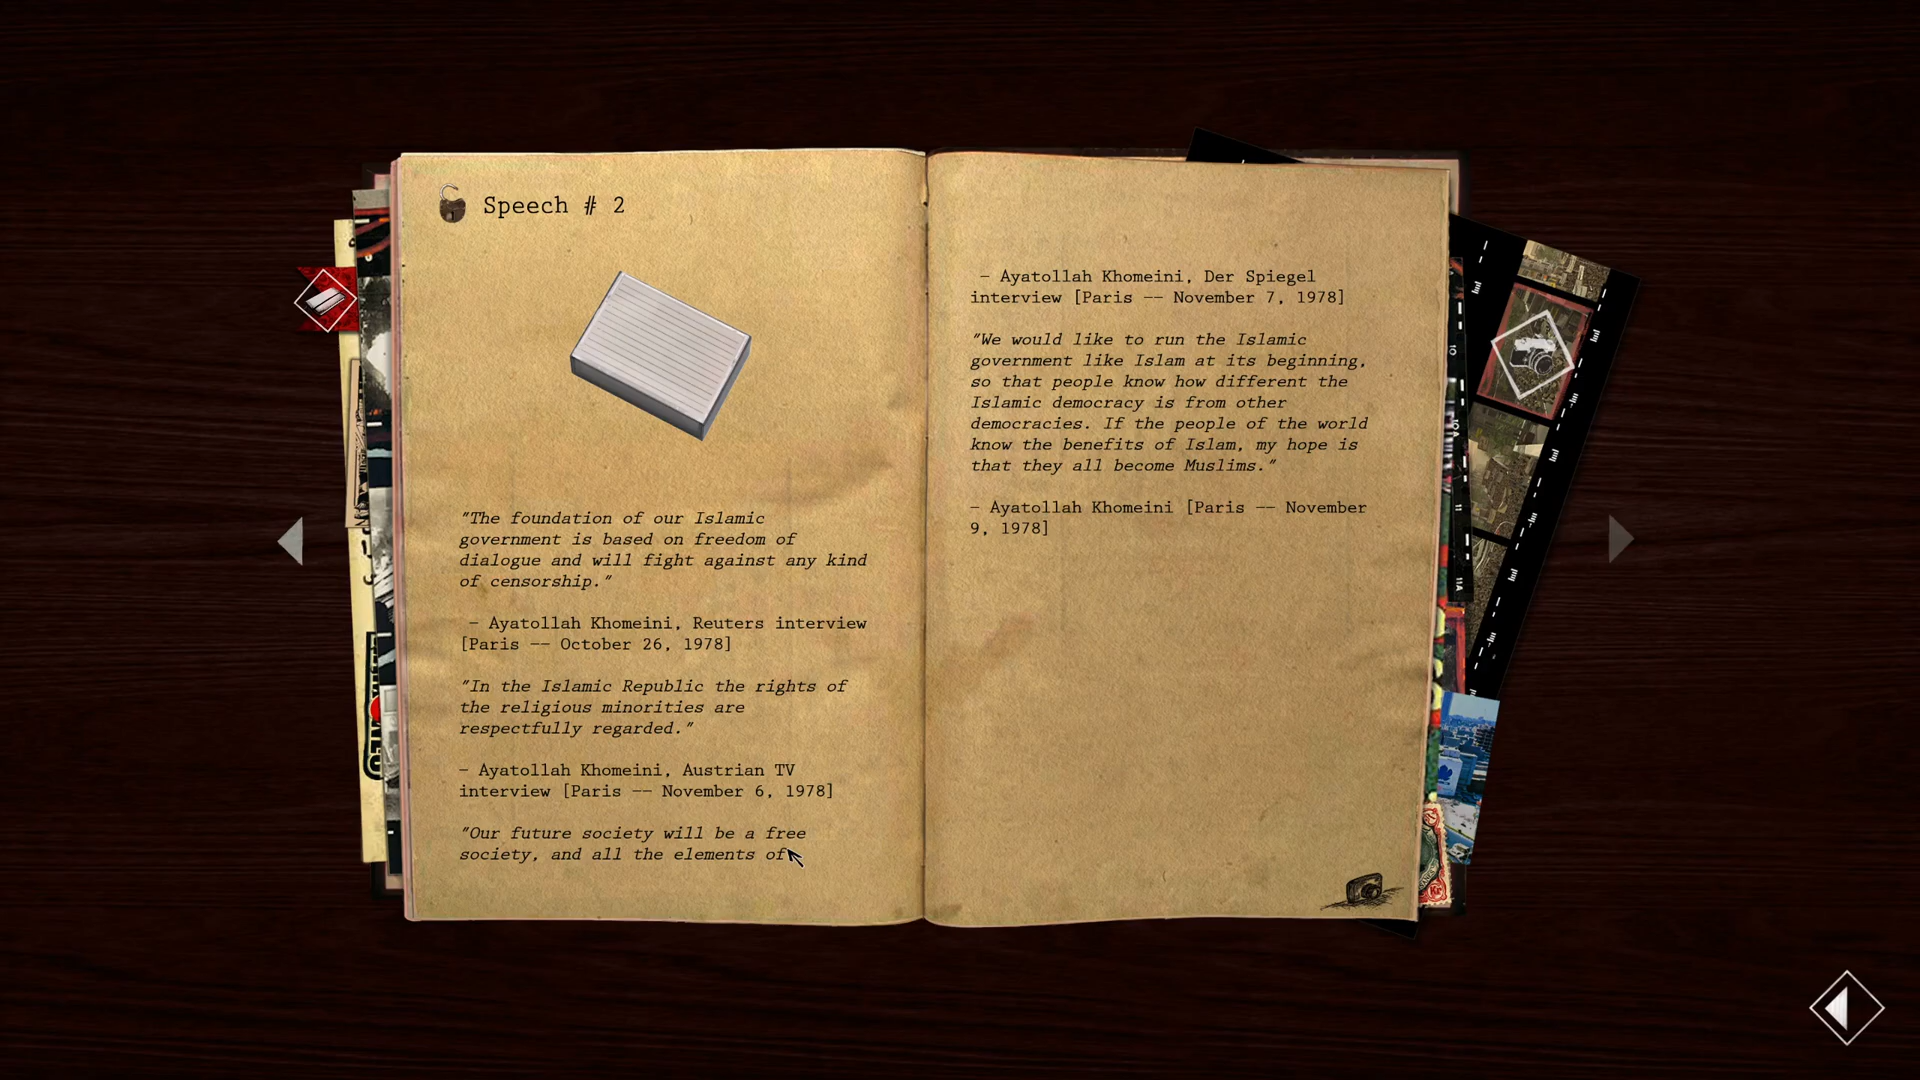 Speech # 2
"The foundation of our Islamic
government is based on freedom of
dialogue and will fight against any kind
of censorship."
– Ayatollah Khomeini, Reuters interview
[Paris –– October 26, 1978]
"In the Islamic Republic the rights of
the religious minorities are
respectfully regarded."
– Ayatollah Khomeini, Austrian TV
interview [Paris –– November 6, 1978]
"Our future society will be a free
society, and all the elements of
– Ayatollah Khomeini, Der Spiegel
interview [Paris –– November 7, 1978]
"We would like to run the Islamic
government like Islam at its beginning,
so that people know how different the
Islamic democracy is from other
democracies. If the people of the world
know the benefits of Islam, my hope is
that they all become Muslims."
– Ayatollah Khomeini [Paris –– November
9, 1978]
10
10A
11
11A
Kr